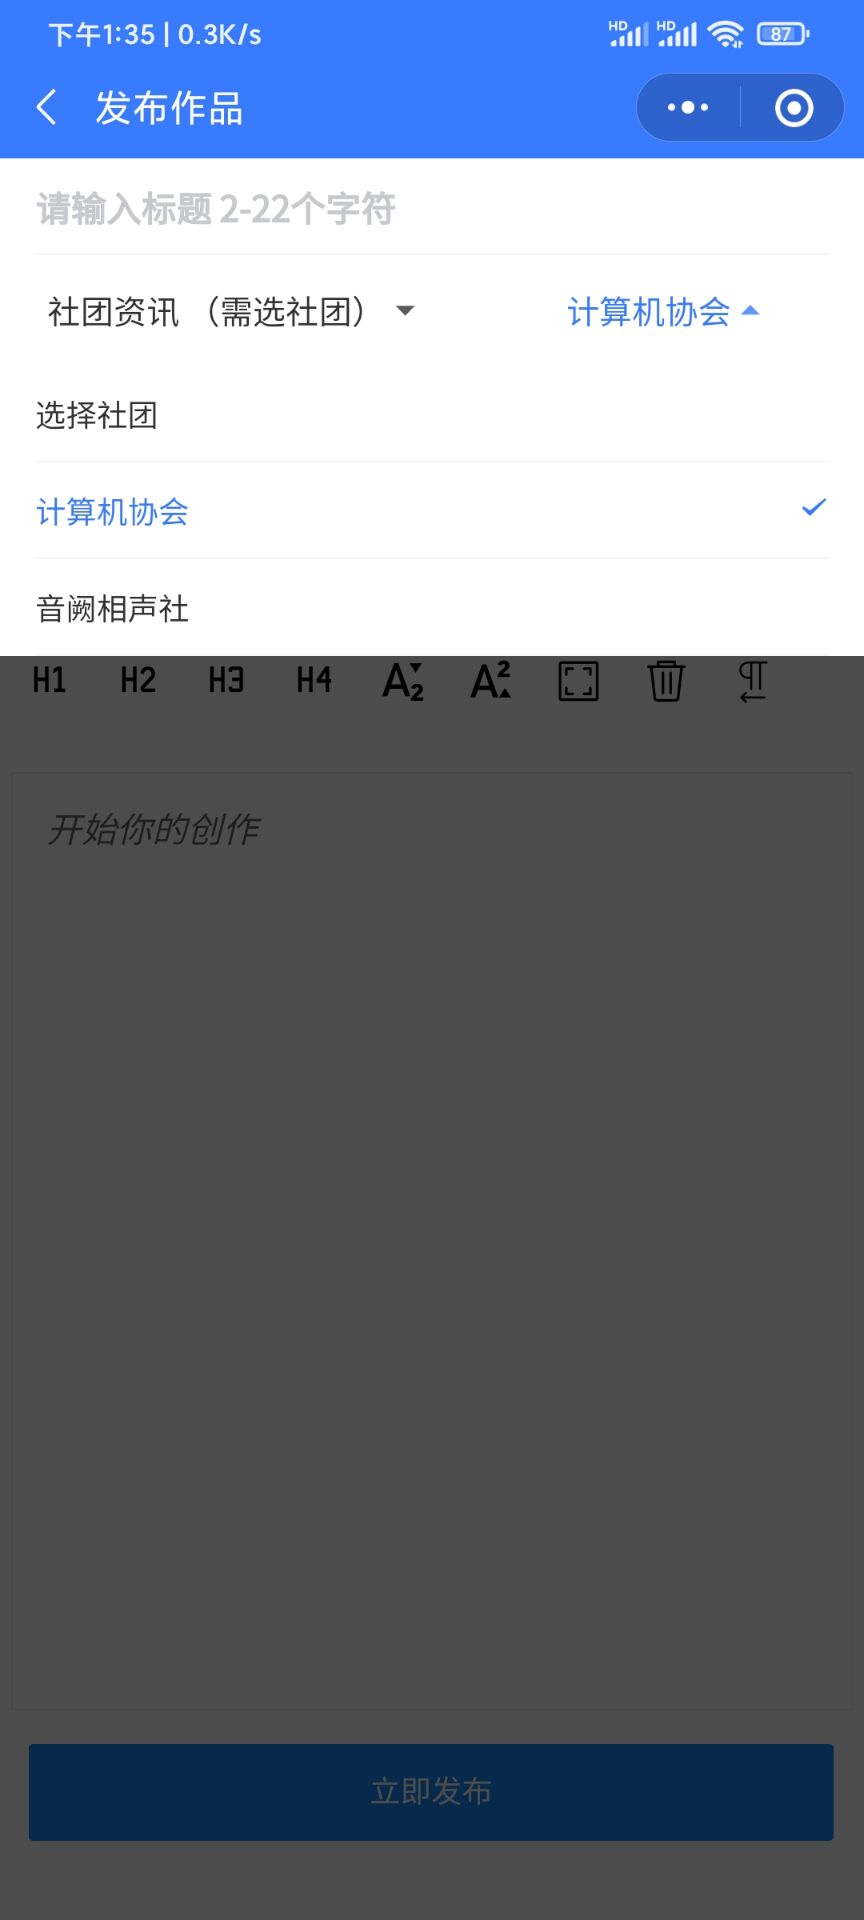 下午1:35 | 0.3K/s HD HD 87
发布作品
请输入标题 2-22个字符
社团资讯 （需选社团） 计算机协会
选择社团
计算机协会
音阙相声社
H1 H2 H3 H4 A2 A2
开始你的创作
立即发布